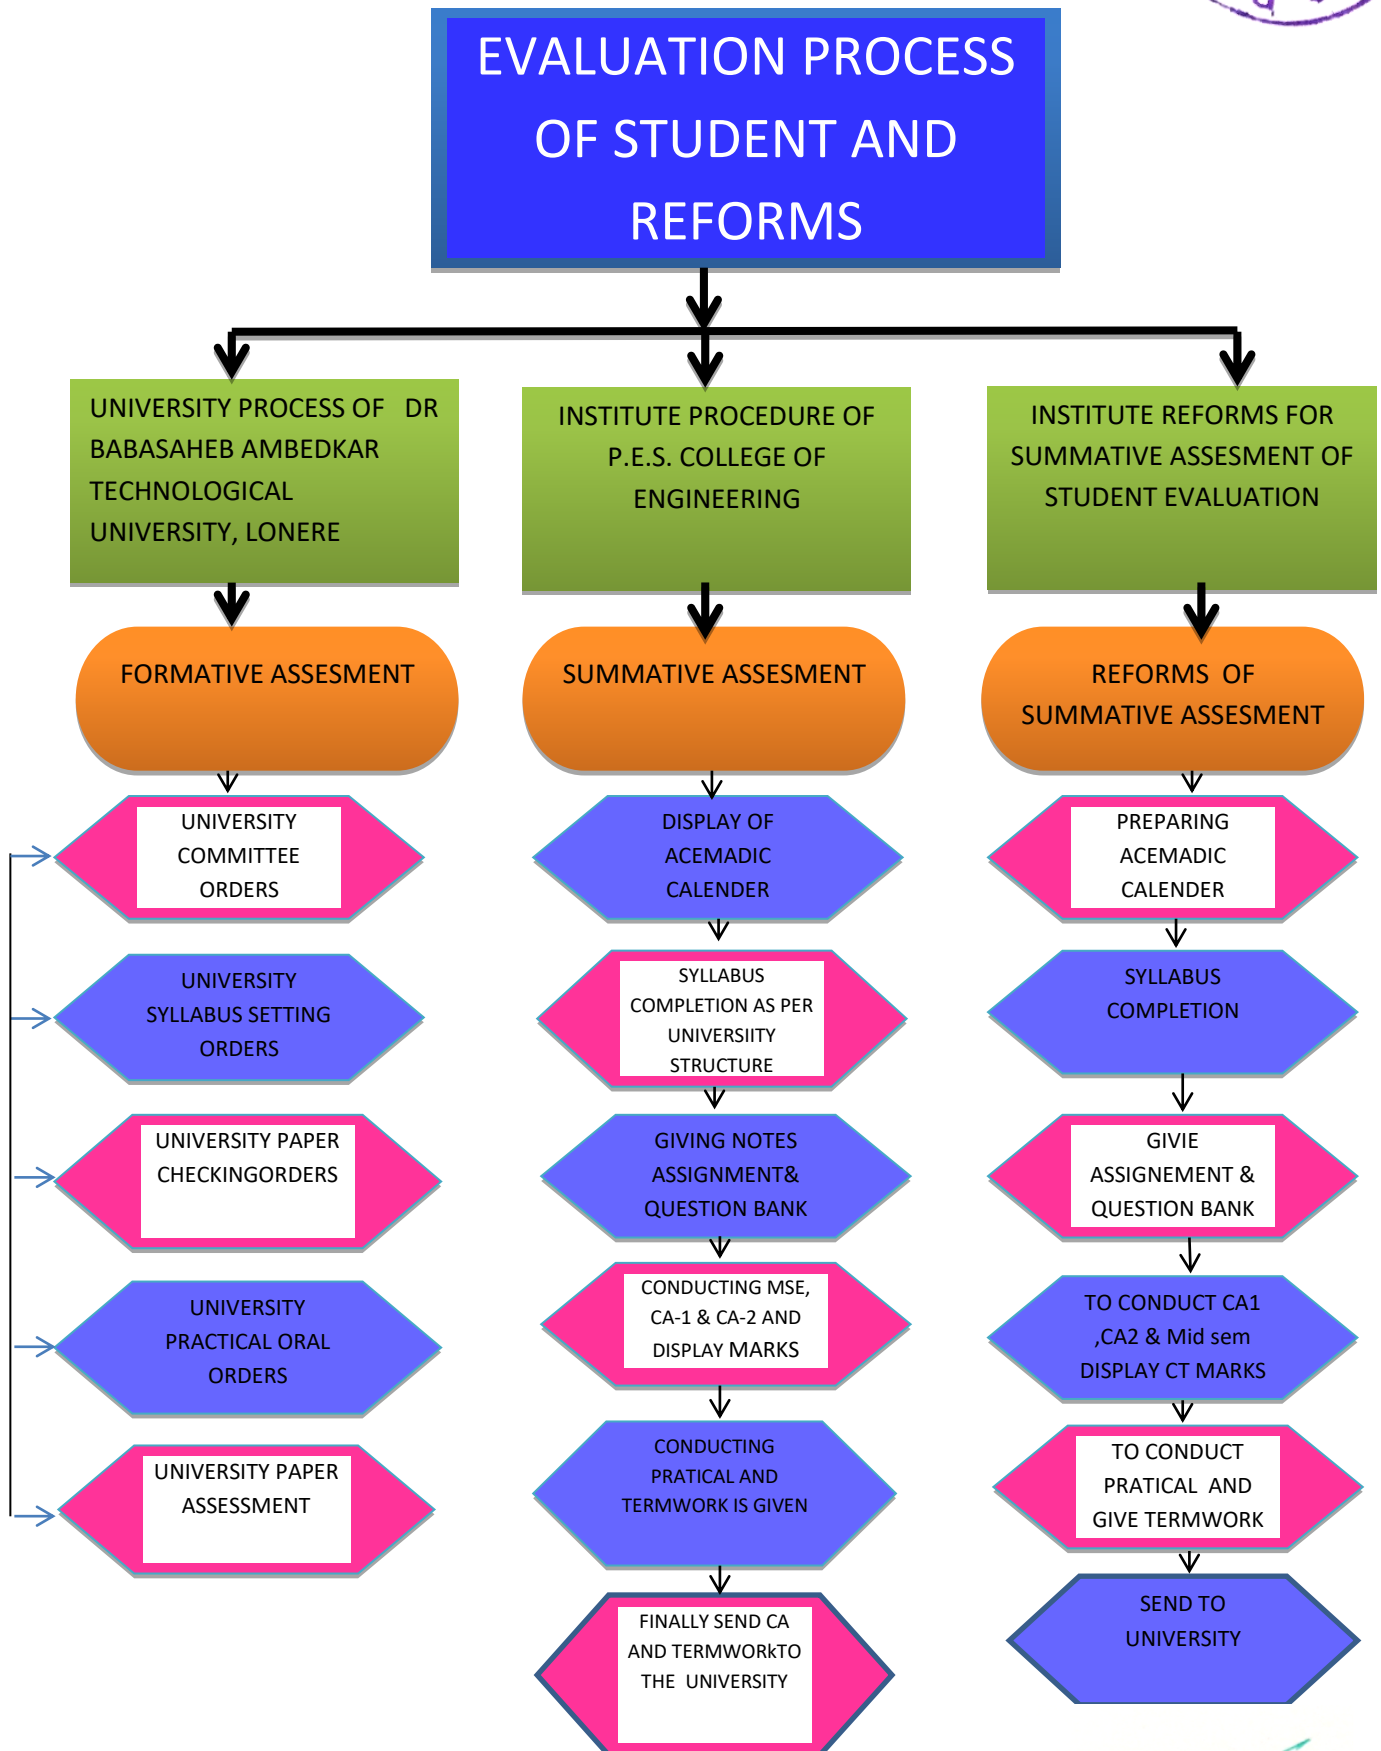 EVALUATION PROCESS
OF STUDENT AND
REFORMS
UNIVERSITY PROCESS OF DR
BABASAHEB AMBEDKAR
TECHNOLOGICAL
UNIVERSITY, LONERE
INSTITUTE PROCEDURE OF
P.E.S. COLLEGE OF
ENGINEERING
INSTITUTE REFORMS FOR
SUMMATIVE ASSESMENT OF
STUDENT EVALUATION
FORMATIVE ASSESMENT
SUMMATIVE ASSESMENT
REFORMS OF
SUMMATIVE ASSESMENT
UNIVERSITY
COMMITTEE
ORDERS
UNIVERSITY
SYLLABUS SETTING
ORDERS
UNIVERSITY PAPER
CHECKINGORDERS
UNIVERSITY
PRACTICAL ORAL
ORDERS
UNIVERSITY PAPER
ASSESSMENT
DISPLAY OF
ACEMADIC
CALENDER
SYLLABUS
COMPLETION AS PER
UNIVERSIITY
STRUCTURE
GIVING NOTES
ASSIGNMENT&
QUESTION BANK
CONDUCTING MSE,
CA-1 & CA-2 AND
DISPLAY MARKS
CONDUCTING
PRATICAL AND
TERMWORK IS GIVEN
FINALLY SEND CA
AND TERMWORkTO
THE UNIVERSITY
PREPARING
ACEMADIC
CALENDER
SYLLABUS
COMPLETION
GIVIE
ASSIGNEMENT &
QUESTION BANK
TO CONDUCT CA1
,CA2 & Mid sem
DISPLAY CT MARKS
TO CONDUCT
PRATICAL AND
GIVE TERMWORK
SEND TO
UNIVERSITY